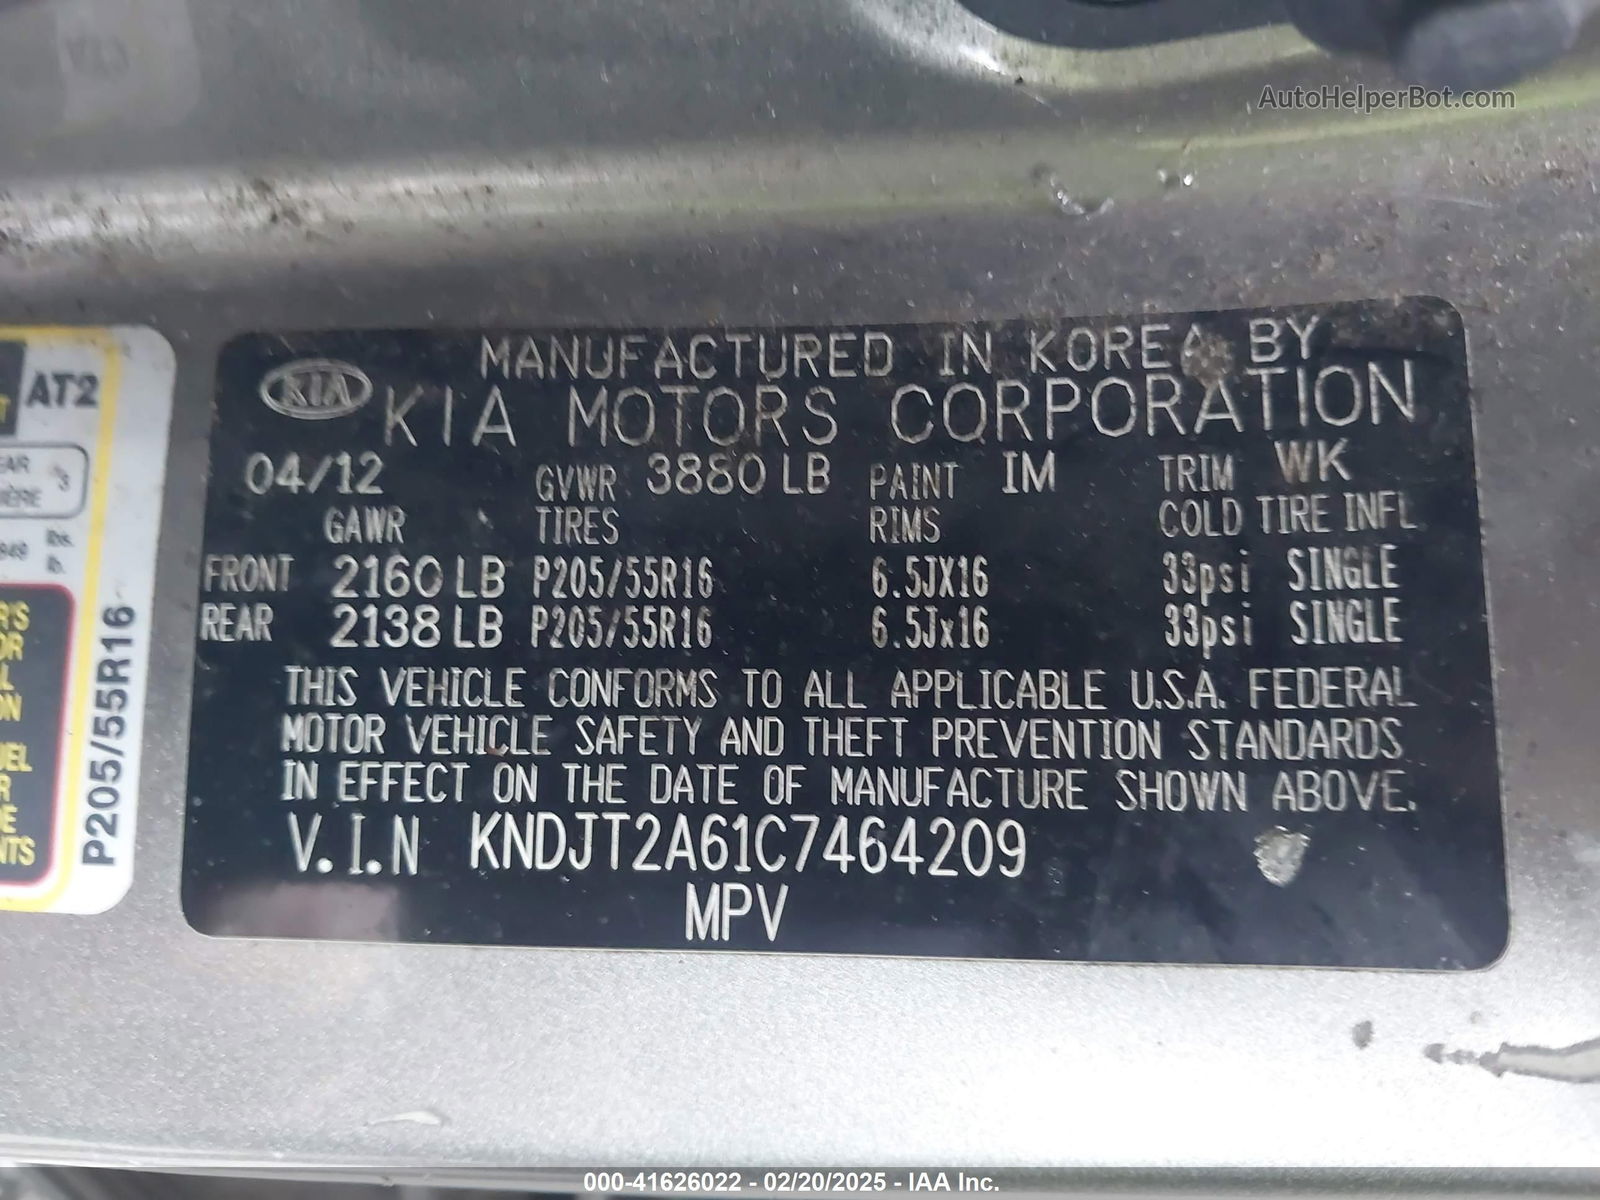 AutoHelperBot.com
MANUFACTURED IN KOREA BY
KIA
KIA MOTORS CORPORATION
04/12 GVWR 3880 LB PAINT IM TRIM WK
GAWR TIRES RIMS COLD TIRE INFL
FRONT 2160 LB P205/55R16 6.5JX16 33psi SINGLE
REAR 2138 LB P205/55R16 6.5Jx16 33psi SINGLE
THIS VEHICLE CONFORMS TO ALL APPLICABLE U.S.A. FEDERAL
MOTOR VEHICLE SAFETY AND THEFT PREVENTION STANDARDS
IN EFFECT ON THE DATE OF MANUFACTURE SHOWN ABOVE.
V.I.N KNDJT2A61C7464209
MPV
AT2
lbs.
lb.
P205/55R16
000-41626022 - 02/20/2025 - IAA Inc.